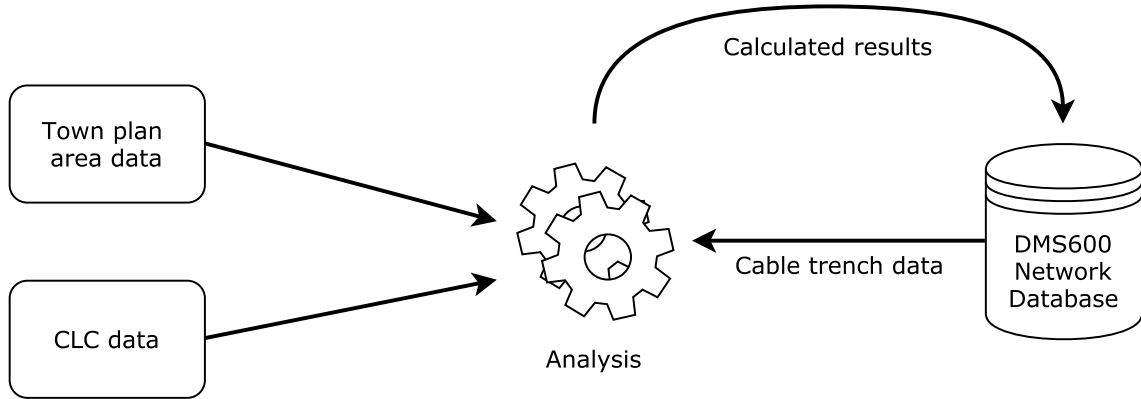 Calculated results
Town plan
area data
DMS600
Network
Database
Cable trench data
CLC data
Analysis